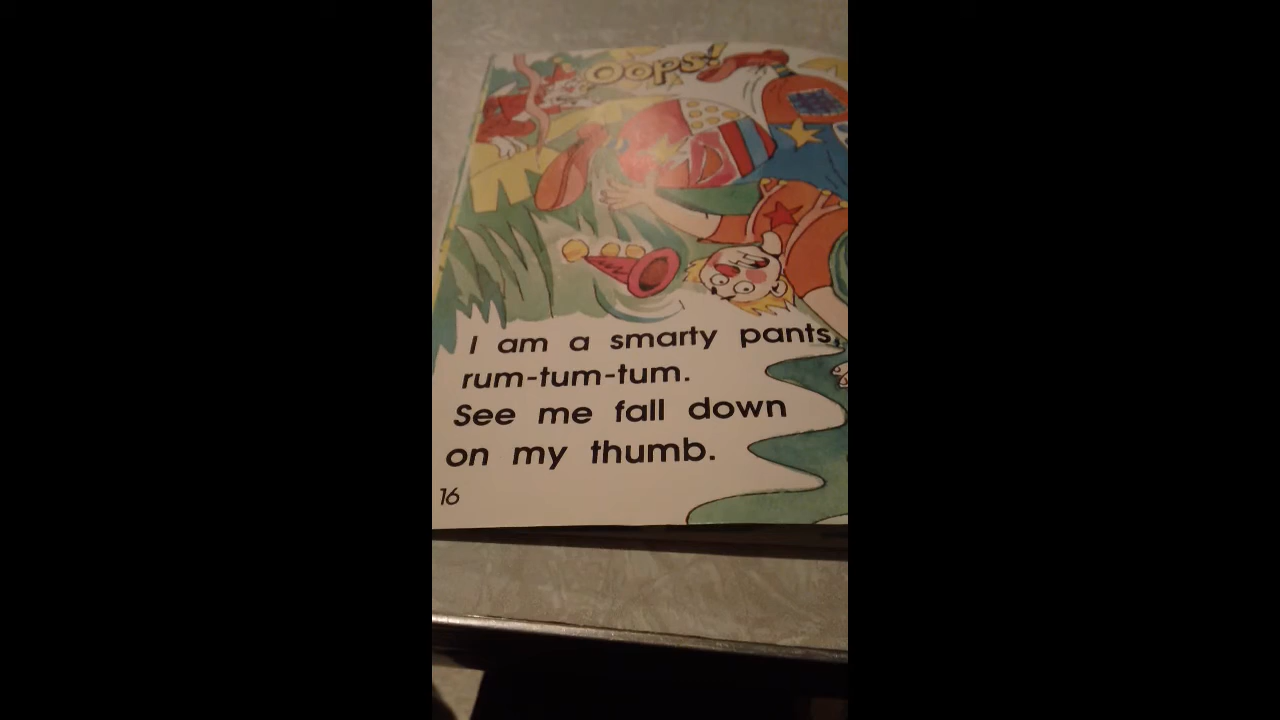 Oops!
I am a smarty pants,
rum-tum-tum.
See me fall down
on my thumb.
16